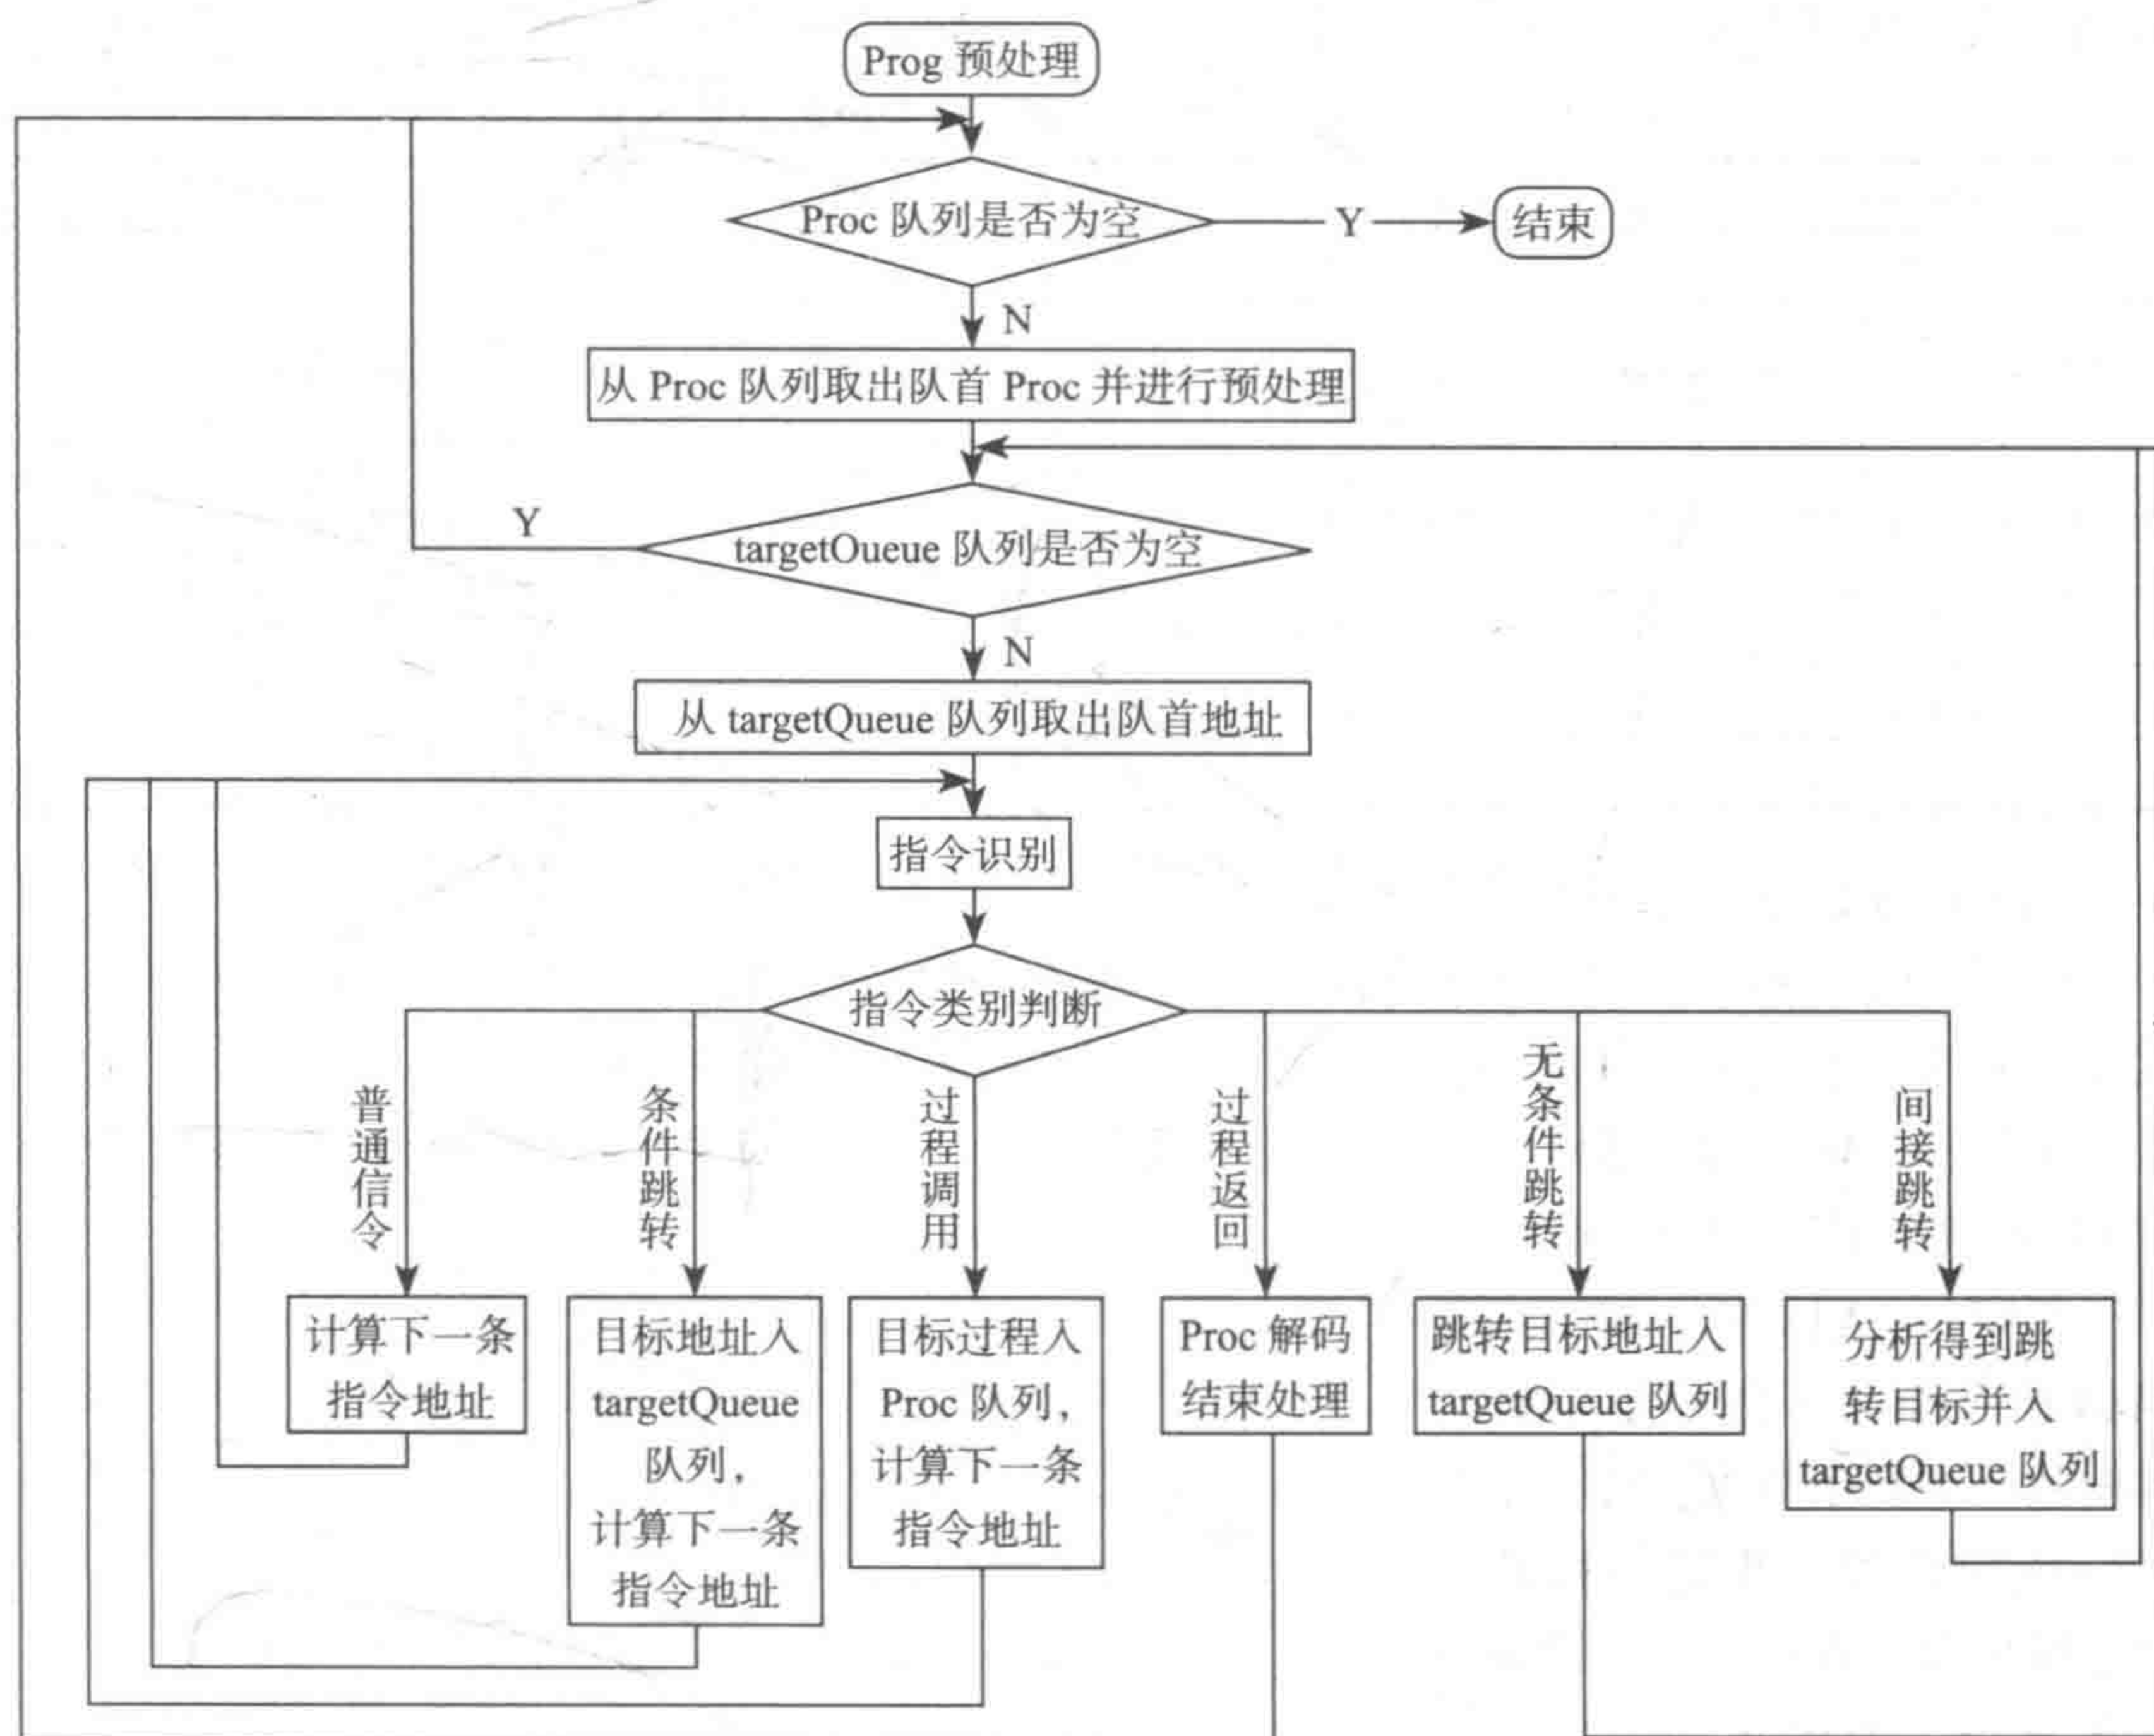 Prog 预处理
Proc 队列是否为空
Y
结束
N
从 Proc 队列取出队首 Proc 并进行预处理
Y
targetOueue 队列是否为空
N
从 targetQueue 队列取出队首地址
指令识别
指令类别判断
普通信令
条件跳转
过程调用
过程返回
无条件跳转
间接跳转
计算下一条
指令地址
目标地址入
targetQueue
队列，
计算下一条
指令地址
目标过程入
Proc 队列，
计算下一条
指令地址
Proc 解码
结束处理
跳转目标地址入
targetQueue 队列
分析得到跳
转目标并入
targetQueue 队列